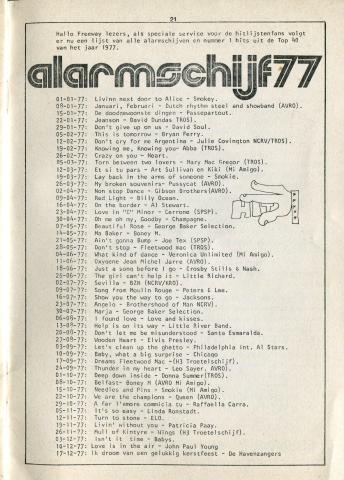 21
Hallo Freewey lezers, als speciale service voor de hitlijstenfans volgt
er nu een lijst van alle alarmschijven en nummer 1 hits uit de Top 40
van het jaar 1977.
alarmschijf77
01-01-77: Livinn next door to Alice - Smokey.
08-01-77: Januari, Februari - Dutch rhythm steel and showband (AVRO).
15-01-77: De doodgewoonste dingen - Passepartout.
22-01-77: Jeanson - David Dundas TROS).
29-01-77: Don't give up on us - David Soul.
05-02-77: This is tomorrow - Bryan Ferry.
12-02-77: Don't cry for me Argentina - Julie Covington NCRV/TROS).
19-02-77: Knowing me, Knowing you- Abba (TROS).
26-02-77: Crazy on you - Heart.
05-03-77: Torn between two lovers - Mary Mac Gregor (TROS).
12-03-77: Et si tu pars - Art Sullivan en Kiki (Mi Amigo).
19-03-77: Lay back in the arms of someone - Smokie.
26-03-77: My broken souvenirs- Pussycat (AVRO).
02-04-77: Non stop Dance - Gibson Brothers(AVRO).
09-04-77: Red Light - Billy Ocean.
16-04-77: On the border - Al Stewart.
23-04-77: Love in "C" Minor - Carrone (SPSP).
30-04-77: Oh me oh my, Goodby - Champagne.
07-05-77: Beautiful Rose - George Baker Selection.
14-05-77: Ma Baker - Boney M.
21-05-77: Ain't gonna Bump - Joe Tex (SPSP).
28-05-77: Don't stop - Fleetwood mac (TROS).
04-06-77: What kind of dance - Veronica Unlimited (Mi Amigo).
11-06-77: Oxygene Jean Michel Jarre (AVRO).
18-06-77: Just a song before I go - Crosby Stills & Nash.
25-06-77: The girl can't help it - Little Richard.
02-07-77: Sevilla - BZN (NCRV/KRO).
09-07-77: Song from Moulin Rouge - Peters & Lee.
16-07-77: Show you the way to go - Jacksons.
23-07-77: Angelo - Brotherhood of Man NCRV).
30-07-77: Marja - George Baker Selection.
06-08-77: I found love - Love and kisses.
13-08-77: Help is on its way - Little River Band.
20-08-77: Don't let me be misunderstood - Santa Esmaralda.
27-08-77: Wooden Heart - Elvis Presley.
03-09-77: Let's clean up the ghetto - Philadelphia int. Al Stars.
10-09-77: Baby, what a big surprise - Chicago
17-09-77: Dreams Fleetwood Mac -(HJ Troetelschijf).
24-09-77: Thunder in my heart - Leo Sayer, AVRO).
01-10-77: Deep down inside - Donna Summer(TROS).
08-10-77: Belfast- Boney M (AVRO Mi Amigo).
15-10-77: Needles and Pins - Smokie (Mi Amigo).
22-10-77: We are the champions - Queen (AVRO).
29-10-77: A far l'amore comincia tu - Raffaella Carra.
05-11-77: It's so easy - Linda Ronstadt.
12-11-77: Turn to stone - ELO.
19-11-77: Livin' without you - Patricia Paay.
26-11-77: Mull of Kintyre - Wings (Hj Troetelschijf).
03-12-77: isn't it time - Babys.
10-12-77: Love is in the air - John Paul Young
17-12-77: Ik droom van een gelukkig kerstfeest - De Havenzangers